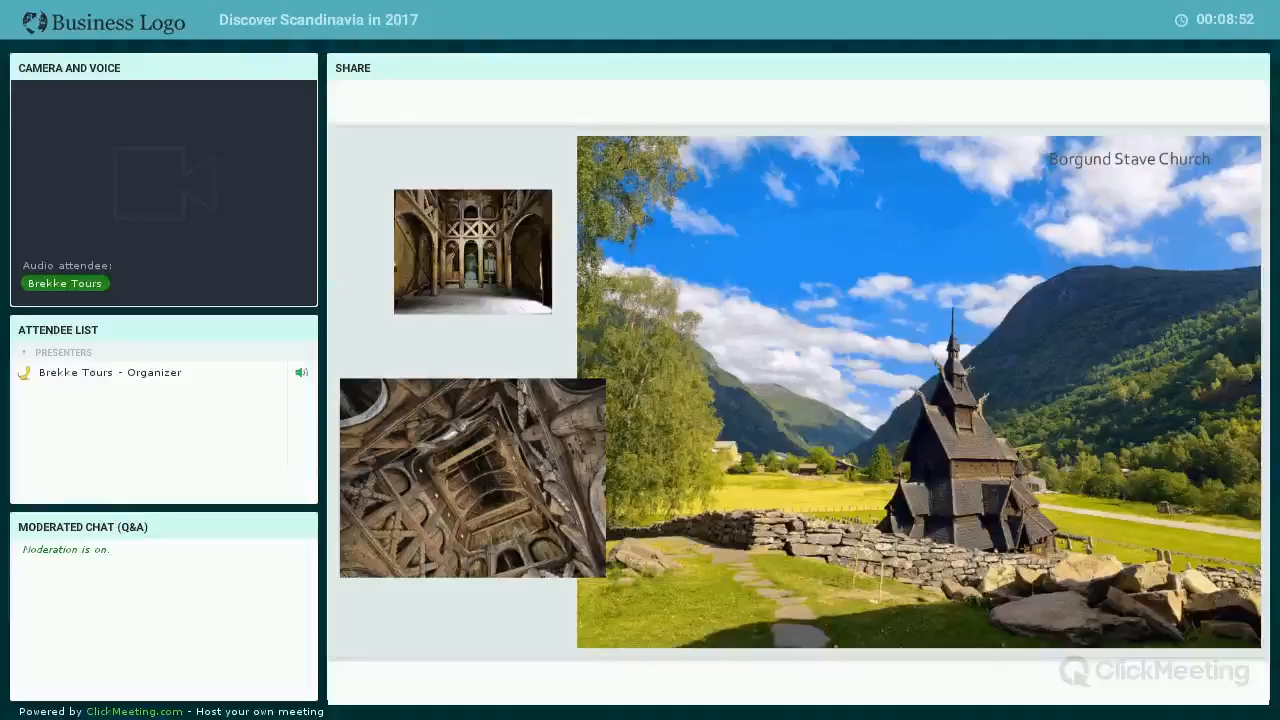 Business Logo
Discover Scandinavia in 2017
00:08:52
CAMERA AND VOICE
Audio attendee:
Brekke Tours
ATTENDEE LIST
PRESENTERS
Brekke Tours - Organizer
MODERATED CHAT (Q&A)
Moderation is on.
SHARE
Borgund Stave Church
ClickMeeting
Powered by ClickMeeting.com - Host your own meeting